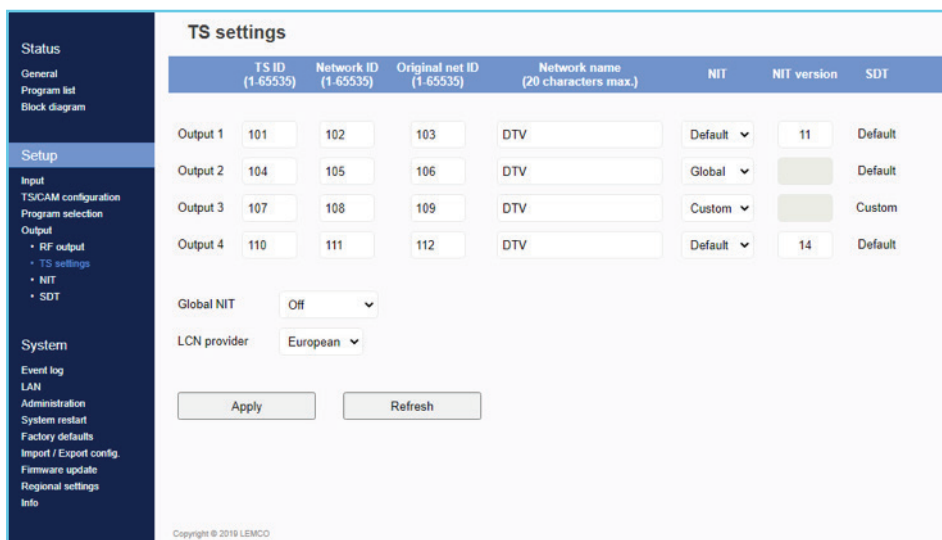 Status
General
Program list
Block diagram
Setup
Input
TS/CAM configuration
Program selection
Output
• RF output
• TS settings
• NIT
• SDT
System
Event log
LAN
Administration
System restart
Factory defaults
Import / Export config.
Firmware update
Regional settings
Info
TS settings
TS ID (1-65535) Network ID (1-65535) Original net ID (1-65535) Network name (20 characters max.) NIT NIT version SDT
Output 1 101 102 103 DTV Default 11 Default
Output 2 104 105 106 DTV Global Default
Output 3 107 108 109 DTV Custom Custom
Output 4 110 111 112 DTV Default 14 Default
Global NIT Off
LCN provider European
Apply Refresh
Copyright © 2019 LEMCO